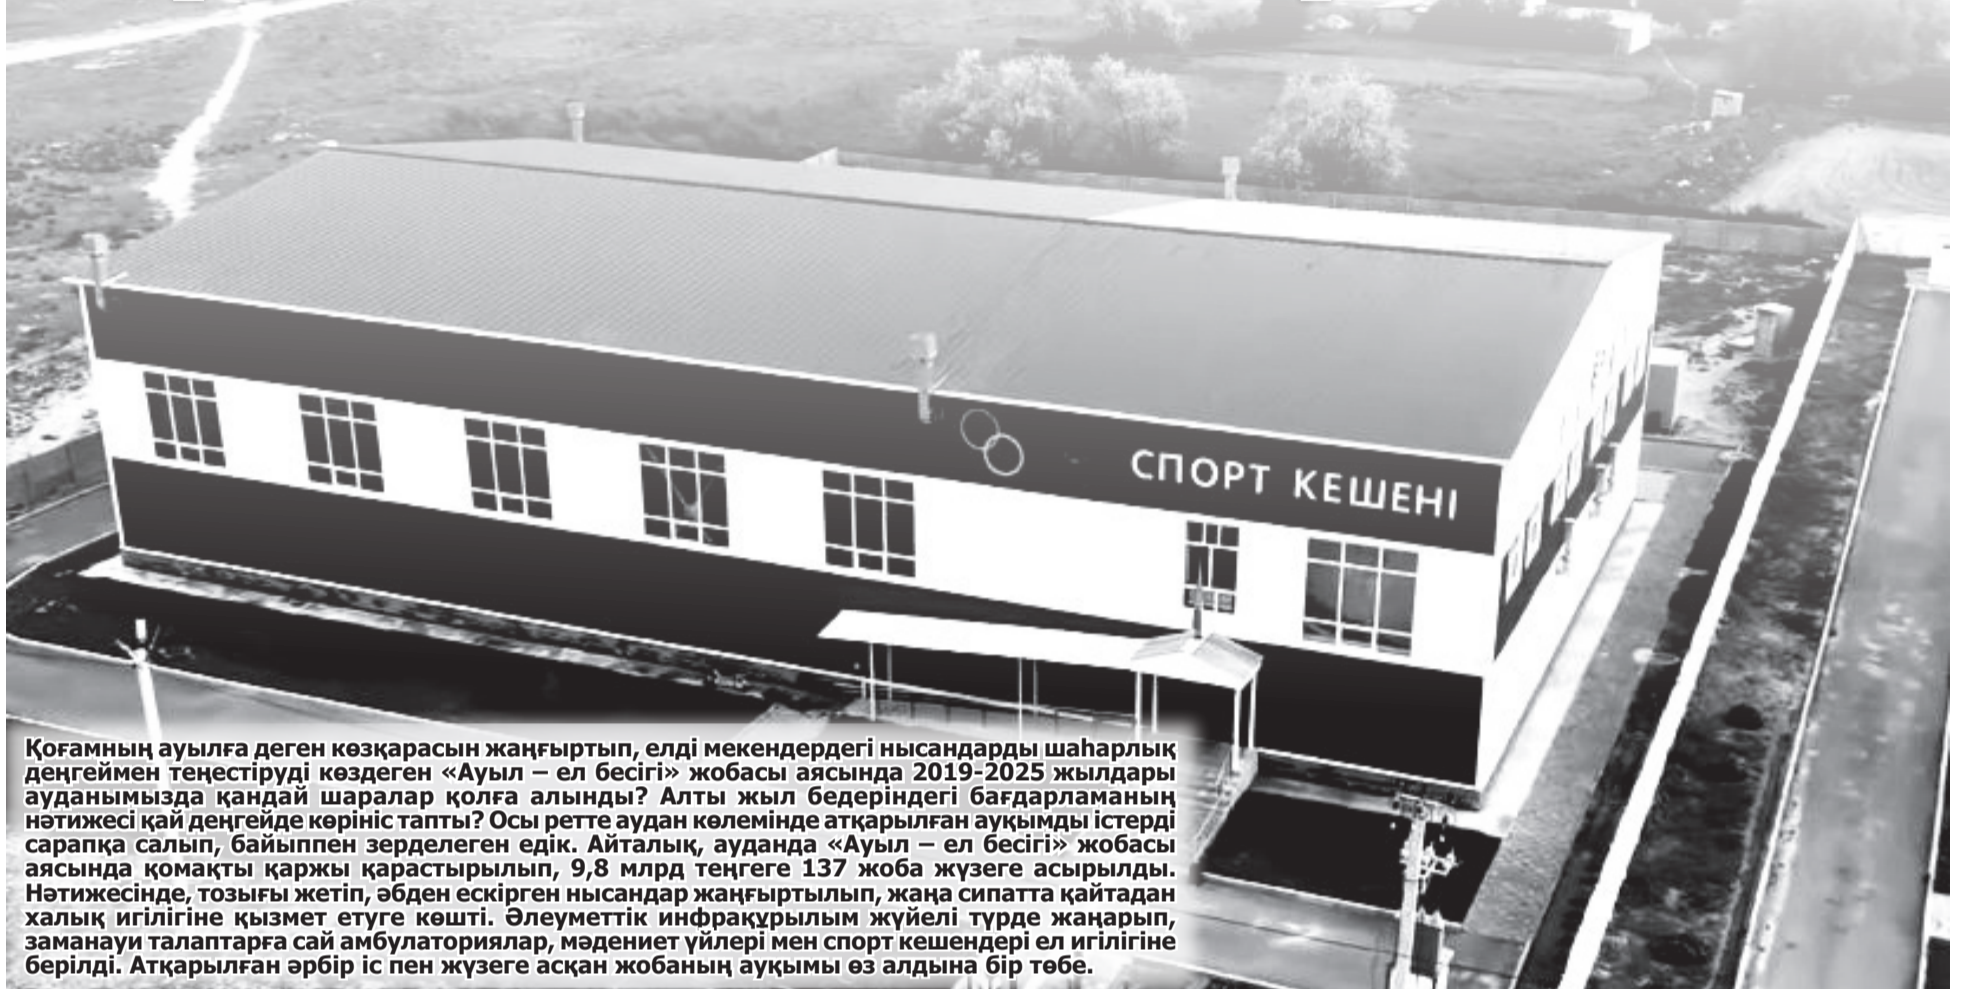 СПОРТ КЕШЕНІ
Қоғамның ауылға деген көзқарасын жаңғыртып, елді мекендердегі нысандарды шаһарлық
деңгеймен теңестіруді көздеген «Ауыл – ел бесігі» жобасы аясында 2019-2025 жылдары
ауданымызда қандай шаралар қолға алынды? Алты жыл бедеріндегі бағдарламаның
нәтижесі қай деңгейде көрініс тапты? Осы ретте аудан көлемінде атқарылған ауқымды істерді
сарапқа салып, байыппен зерделеген едік. Айталық, ауданда «Ауыл – ел бесігі» жобасы
аясында қомақты қаржы қарастырылып, 9,8 млрд теңгеге 137 жоба жүзеге асырылды.
Нәтижесінде, тозығы жетіп, әбден ескірген нысандар жаңғыртылып, жаңа сипатта қайтадан
халық игілігіне қызмет етуге көшті. Әлеуметтік инфрақұрылым жүйелі түрде жаңарып,
заманауи талаптарға сай амбулаториялар, мәдениет үйлері мен спорт кешендері ел игілігіне
берілді. Атқарылған әрбір іс пен жүзеге асқан жобаның ауқымы өз алдына бір төбе.